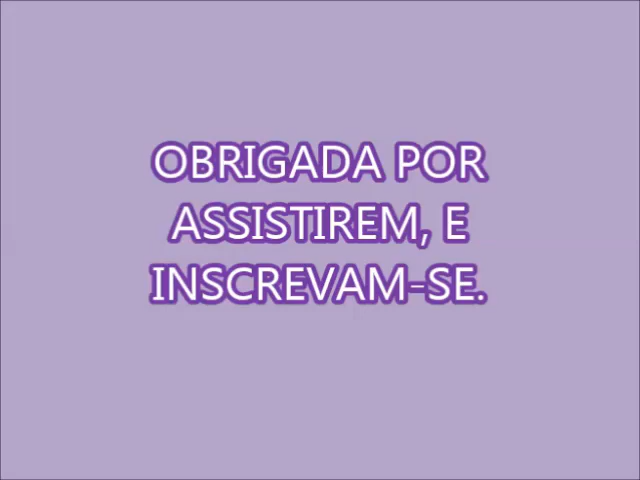 OBRIGADA POR
ASSISTIREM, E
INSCREVAM-SE.